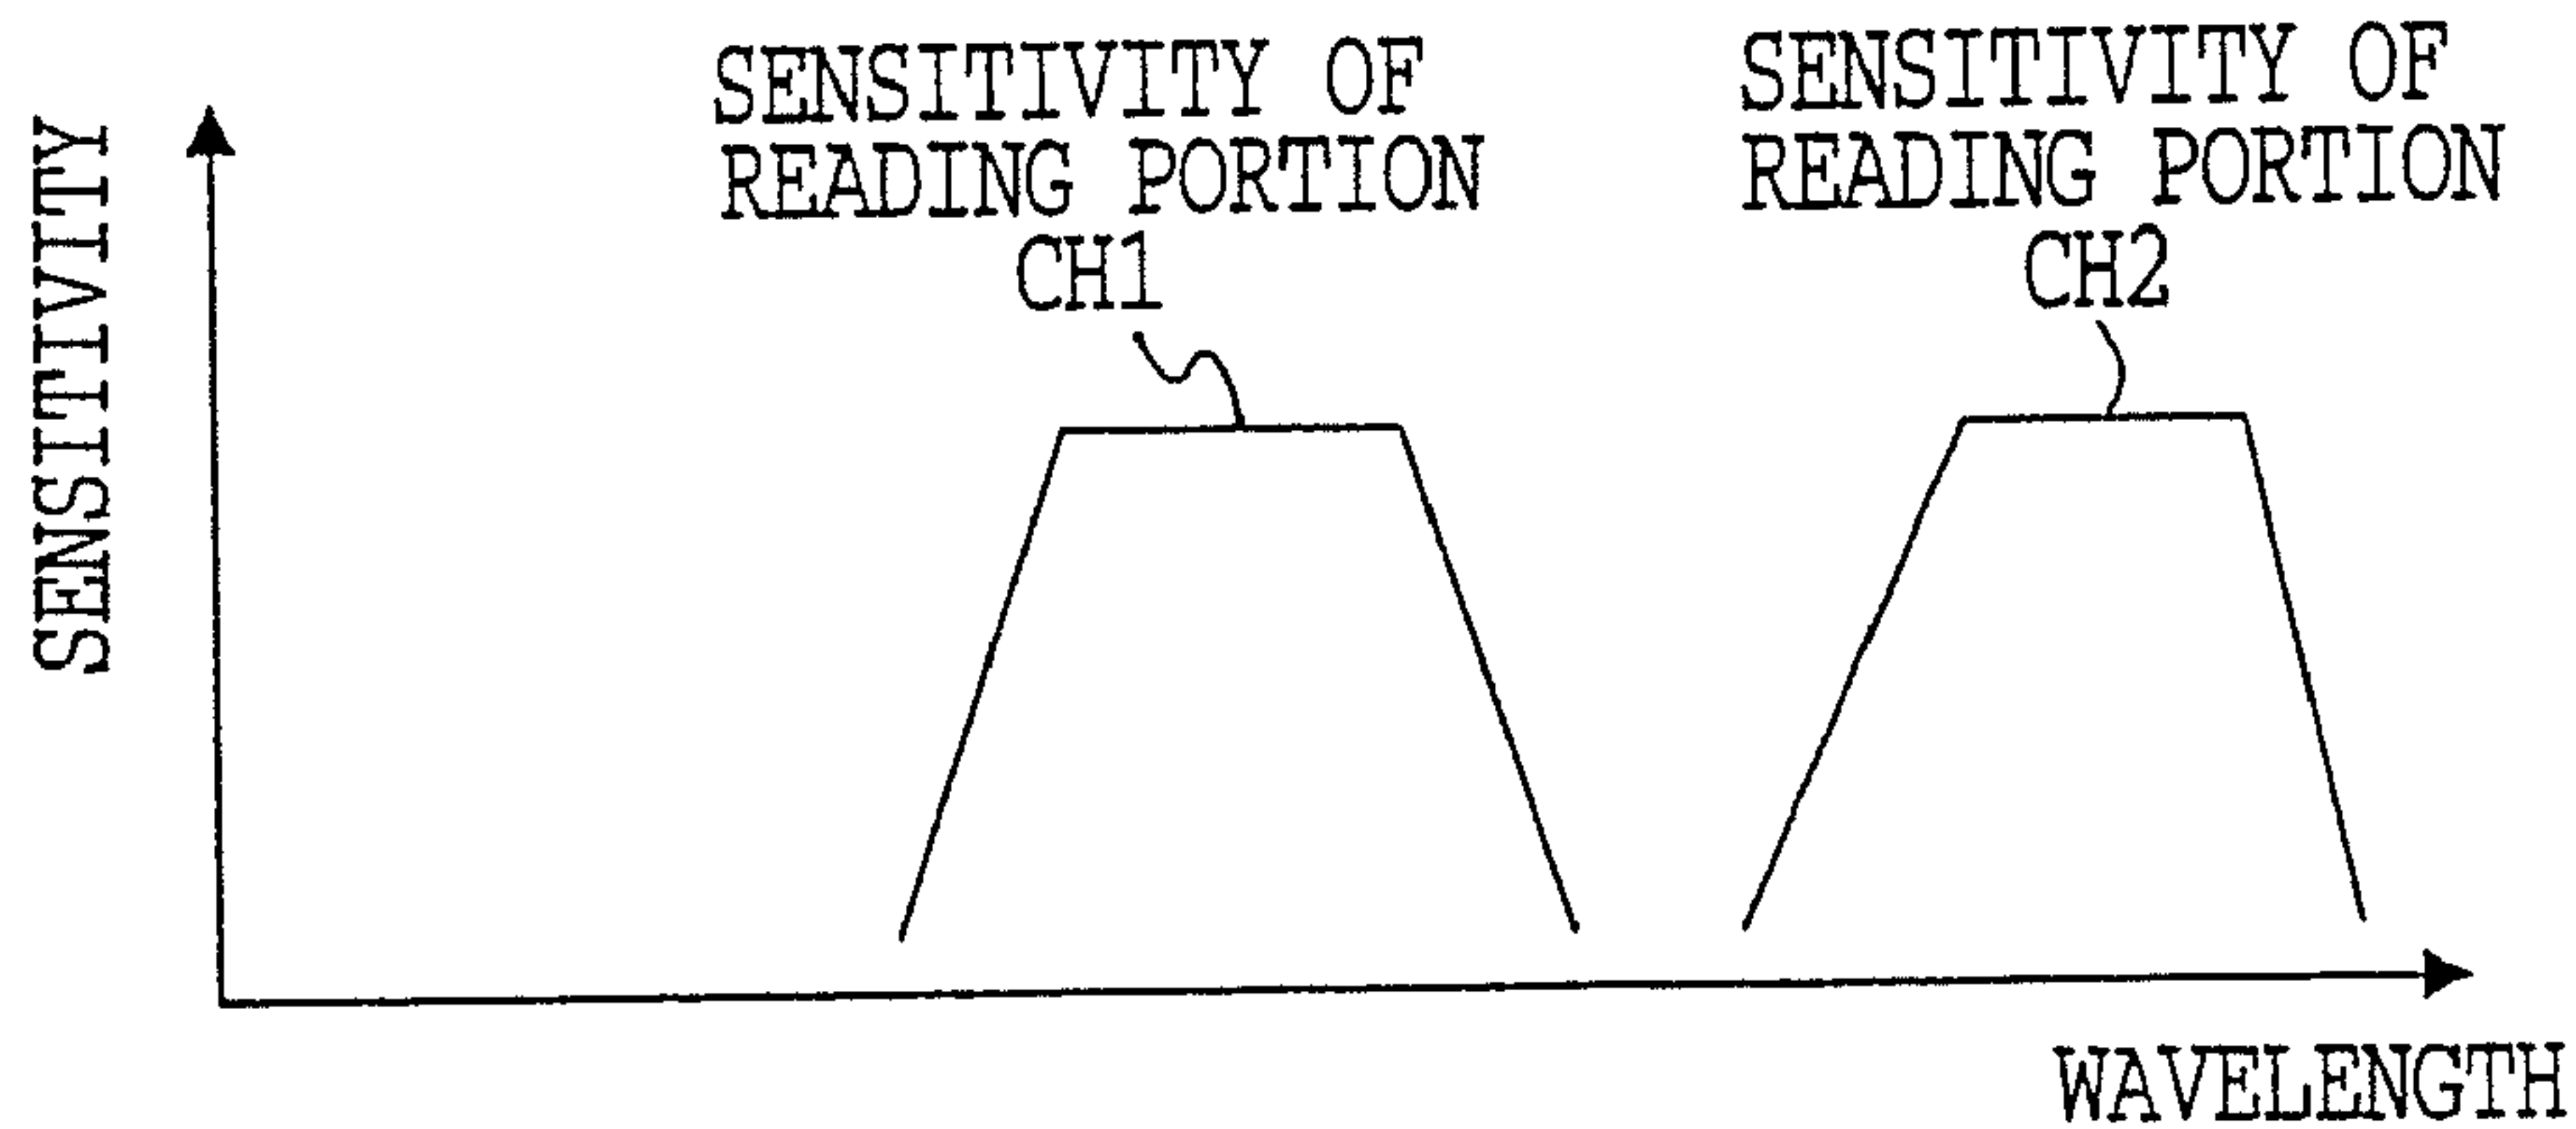 SENSITIVITY
SENSITIVITY OF
READING PORTION
CH1
SENSITIVITY OF
READING PORTION
CH2
WAVELENGTH